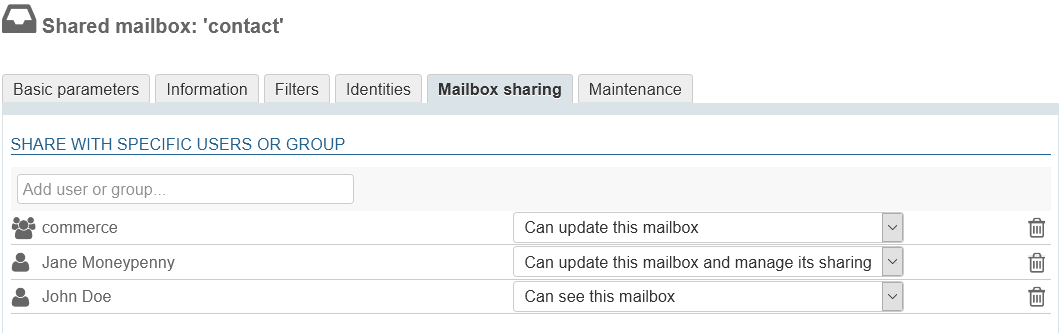 Shared mailbox: 'contact'
Basic parameters Information Filters Identities Mailbox sharing Maintenance
SHARE WITH SPECIFIC USERS OR GROUP
Add user or group...
commerce Can update this mailbox
Jane Moneypenny Can update this mailbox and manage its sharing
John Doe Can see this mailbox